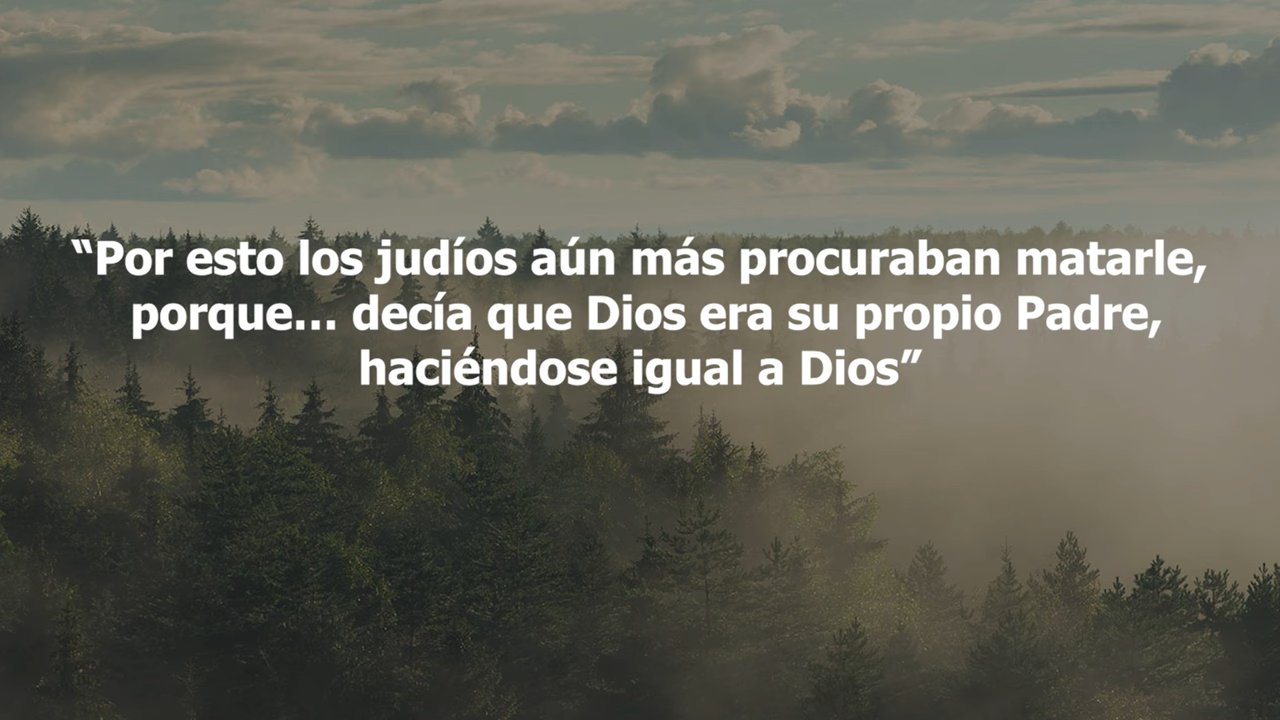 “Por esto los judíos aún más procuraban matarle,
porque... decía que Dios era su propio Padre,
haciéndose igual a Dios”